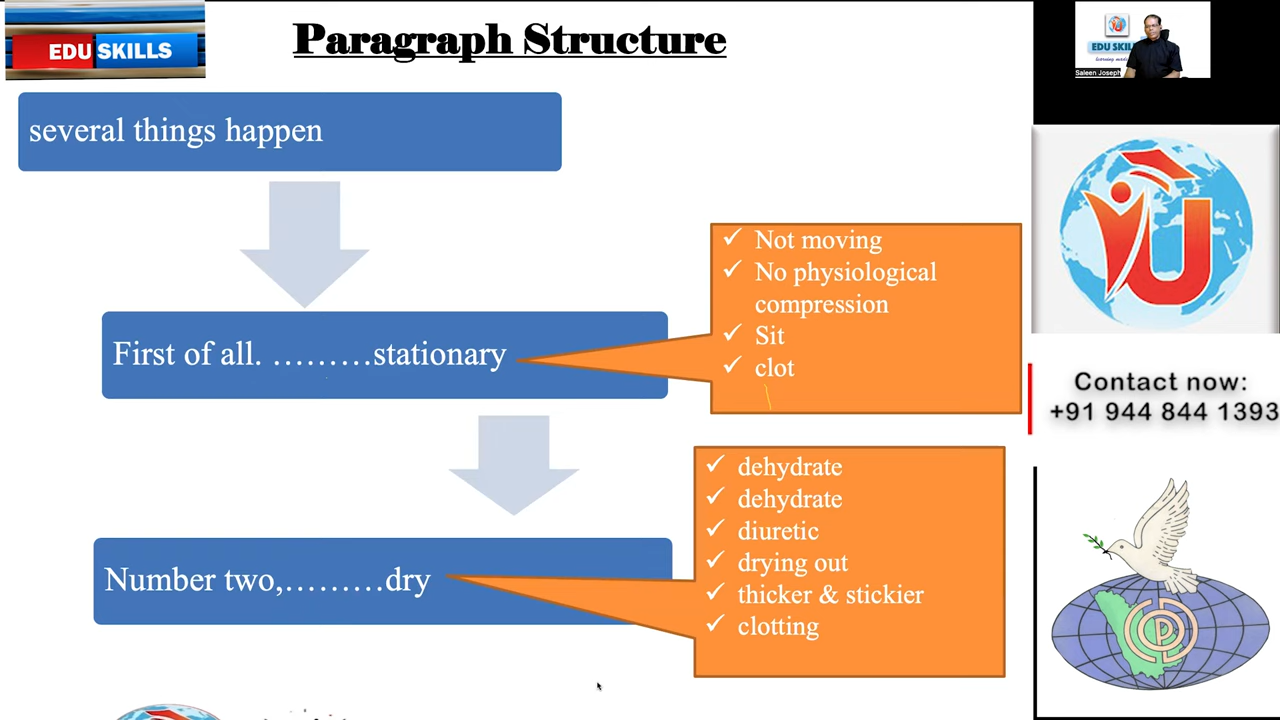 EDU SKILLS
Paragraph Structure
EDU SKILL
Saleen Joseph
several things happen
Not moving
No physiological
compression
Sit
clot
First of all. .........stationary
Contact now:
+91 944 844 1393
dehydrate
dehydrate
diuretic
drying out
thicker & stickier
clotting
Number two,.........dry